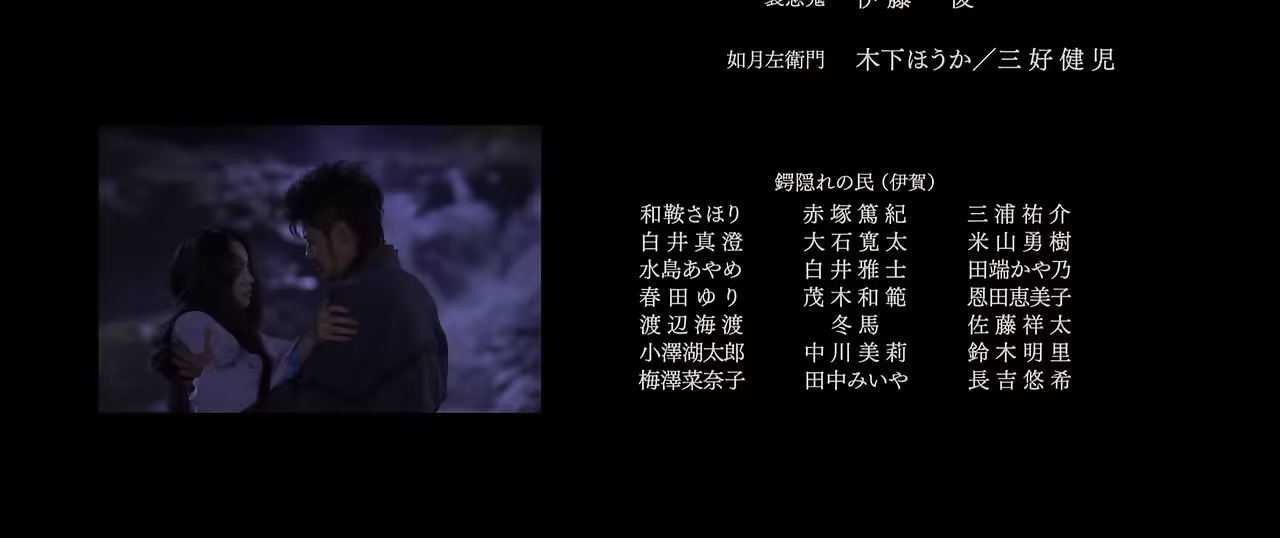 伊藤 俊
如月左衛門 木下ほうか／三好健児
鍔隠れの民（伊賀）
和鞍さほり 赤塚篤紀 三浦祐介
白井真澄 大石寛太 米山勇樹
水島あやめ 白井雅士 田端かや乃
春田ゆり 茂木和範 恩田恵美子
渡辺海渡 冬馬 佐藤祥太
小澤湖太郎 中川美莉 鈴木明里
梅澤菜奈子 田中みいや 長吉悠希